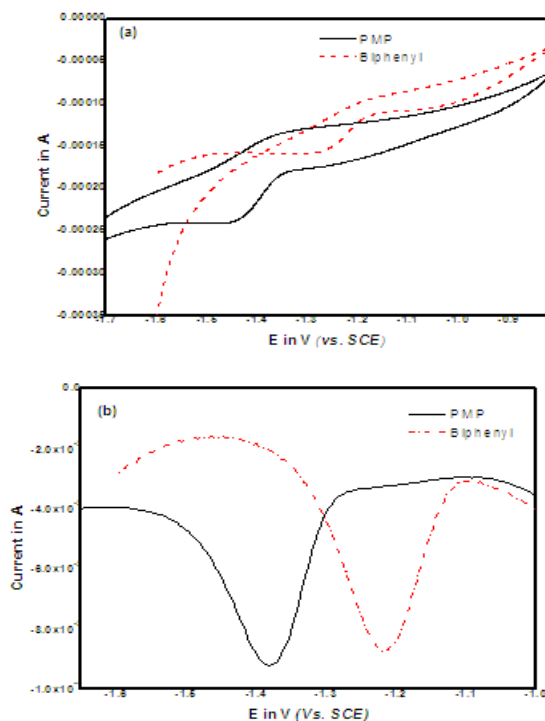 (a)
PMP
Biphenyl
0.00000
-0.00005
-0.00010
-0.00015
-0.00020
-0.00025
-0.00030
-0.00035
Current in A
-1.7 -1.6 -1.5 -1.4 -1.3 -1.2 -1.1 -1.0 -0.9
E in V (vs. SCE)
(b)
PMP
Biphenyl
0.0
Current in A
-1.6 -1.5 -1.4 -1.3 -1.2 -1.1 -1.0
E in V (Vs. SCE)